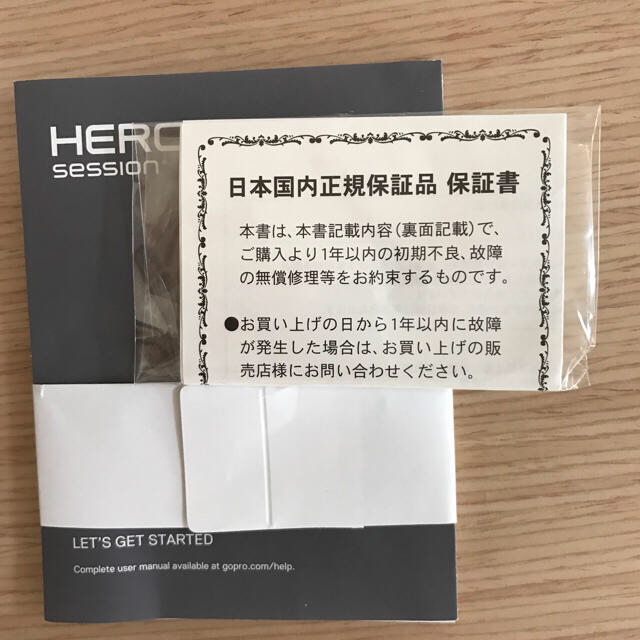 HERO
session
日本国内正規保証品 保証書
本書は、本書記載内容(裏面記載)で、
ご購入より1年以内の初期不良、故障
の無償修理等をお約束するものです。
●お買い上げの日から1年以内に故障
が発生した場合は、お買い上げの販
売店様にお問い合わせください。
LET'S GET STARTED
Complete user manual available at gopro.com/help.